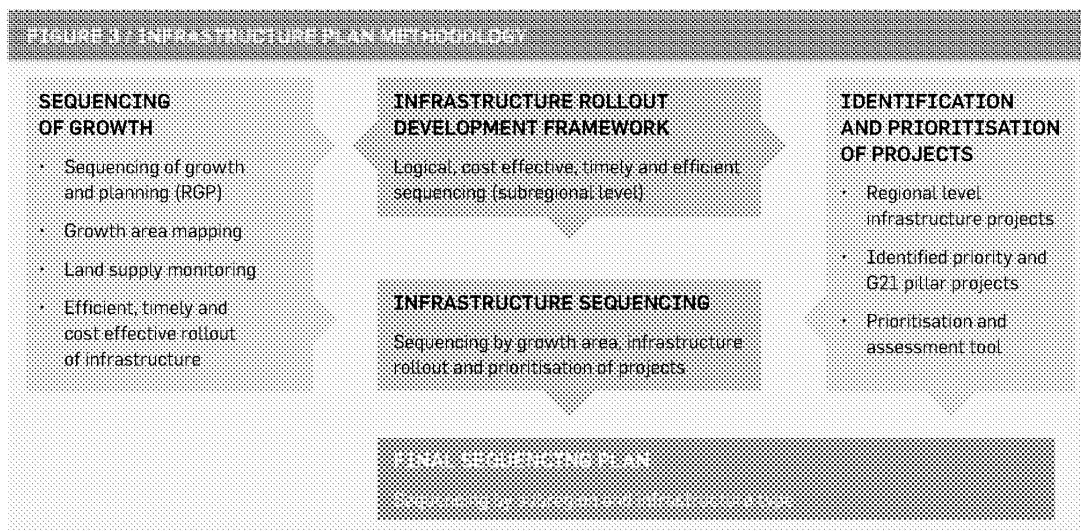 FIGURE 3 / INFRASTRUCTURE PLAN METHODOLOGY
SEQUENCING
OF GROWTH
• Sequencing of growth
and planning (RGP)
• Growth area mapping
• Land supply monitoring
• Efficient, timely and
cost effective rollout
of infrastructure
INFRASTRUCTURE ROLLOUT
DEVELOPMENT FRAMEWORK
Logical, cost effective, timely and efficient
sequencing (subregional level)
INFRASTRUCTURE SEQUENCING
Sequencing by growth area, infrastructure
rollout and prioritisation of projects
IDENTIFICATION
AND PRIORITISATION
OF PROJECTS
• Regional level
infrastructure projects
• Identified priority and
G21 pillar projects
• Prioritisation and
assessment tool
FINAL SEQUENCING PLAN
Sequencing by